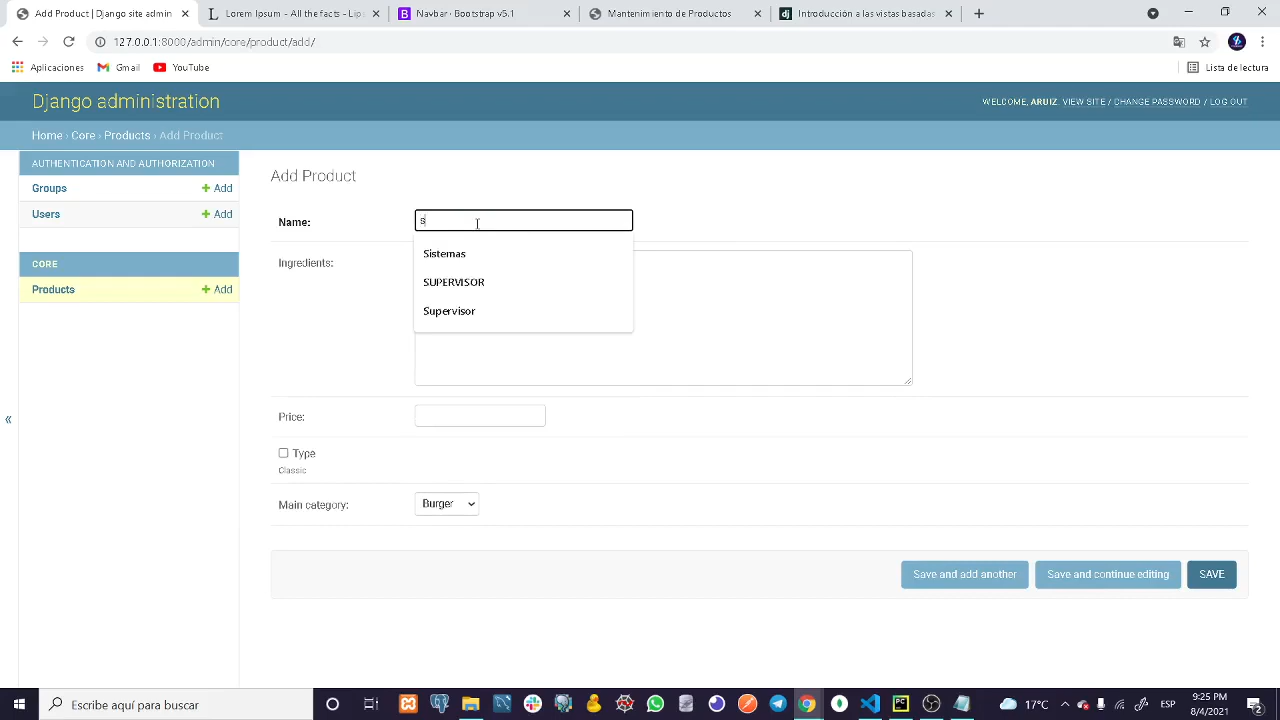 Django administration
Page: Add Product | Django admin
Lorem Ipsum - All the facts - Lip
Navbar · Bootstrap v5.1
Mantenimiento de Productos
Introducción a las vistas basadas
127.0.0.1:8000/admin/core/product/add/
Aplicaciones
Gmail
YouTube
Lista de lectura
Django administration
WELCOME, ARUIZ. VIEW SITE / CHANGE PASSWORD / LOG OUT
Home › Core › Products › Add Product
AUTHENTICATION AND AUTHORIZATION
Groups
Add
Users
Add
CORE
Products
Add
«
Add Product
Name:
s
Sistemas
SUPERVISOR
Supervisor
Ingredients:
Price:
Type
Classic
Main category:
Burger
Save and add another
Save and continue editing
SAVE
Escribe aquí para buscar
17°C
ESP
9:25 PM
8/4/2021